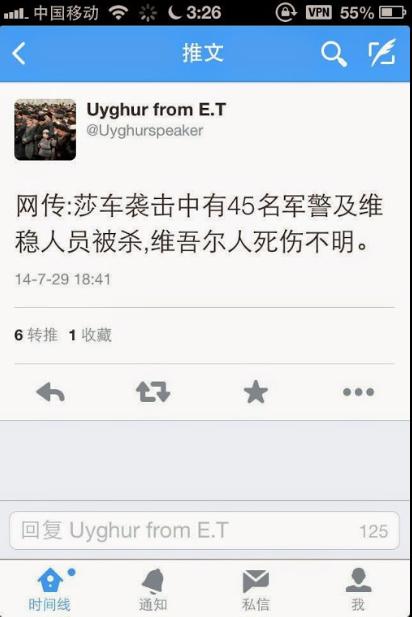 中国移动 3:26 VPN 55%
推文
Uyghur from E.T
@Uyghurspeaker
网传:莎车袭击中有45名军警及维
稳人员被杀,维吾尔人死伤不明。
14-7-29 18:41
6 转推 1 收藏
回复 Uyghur from E.T 125
时间线 通知 私信 我